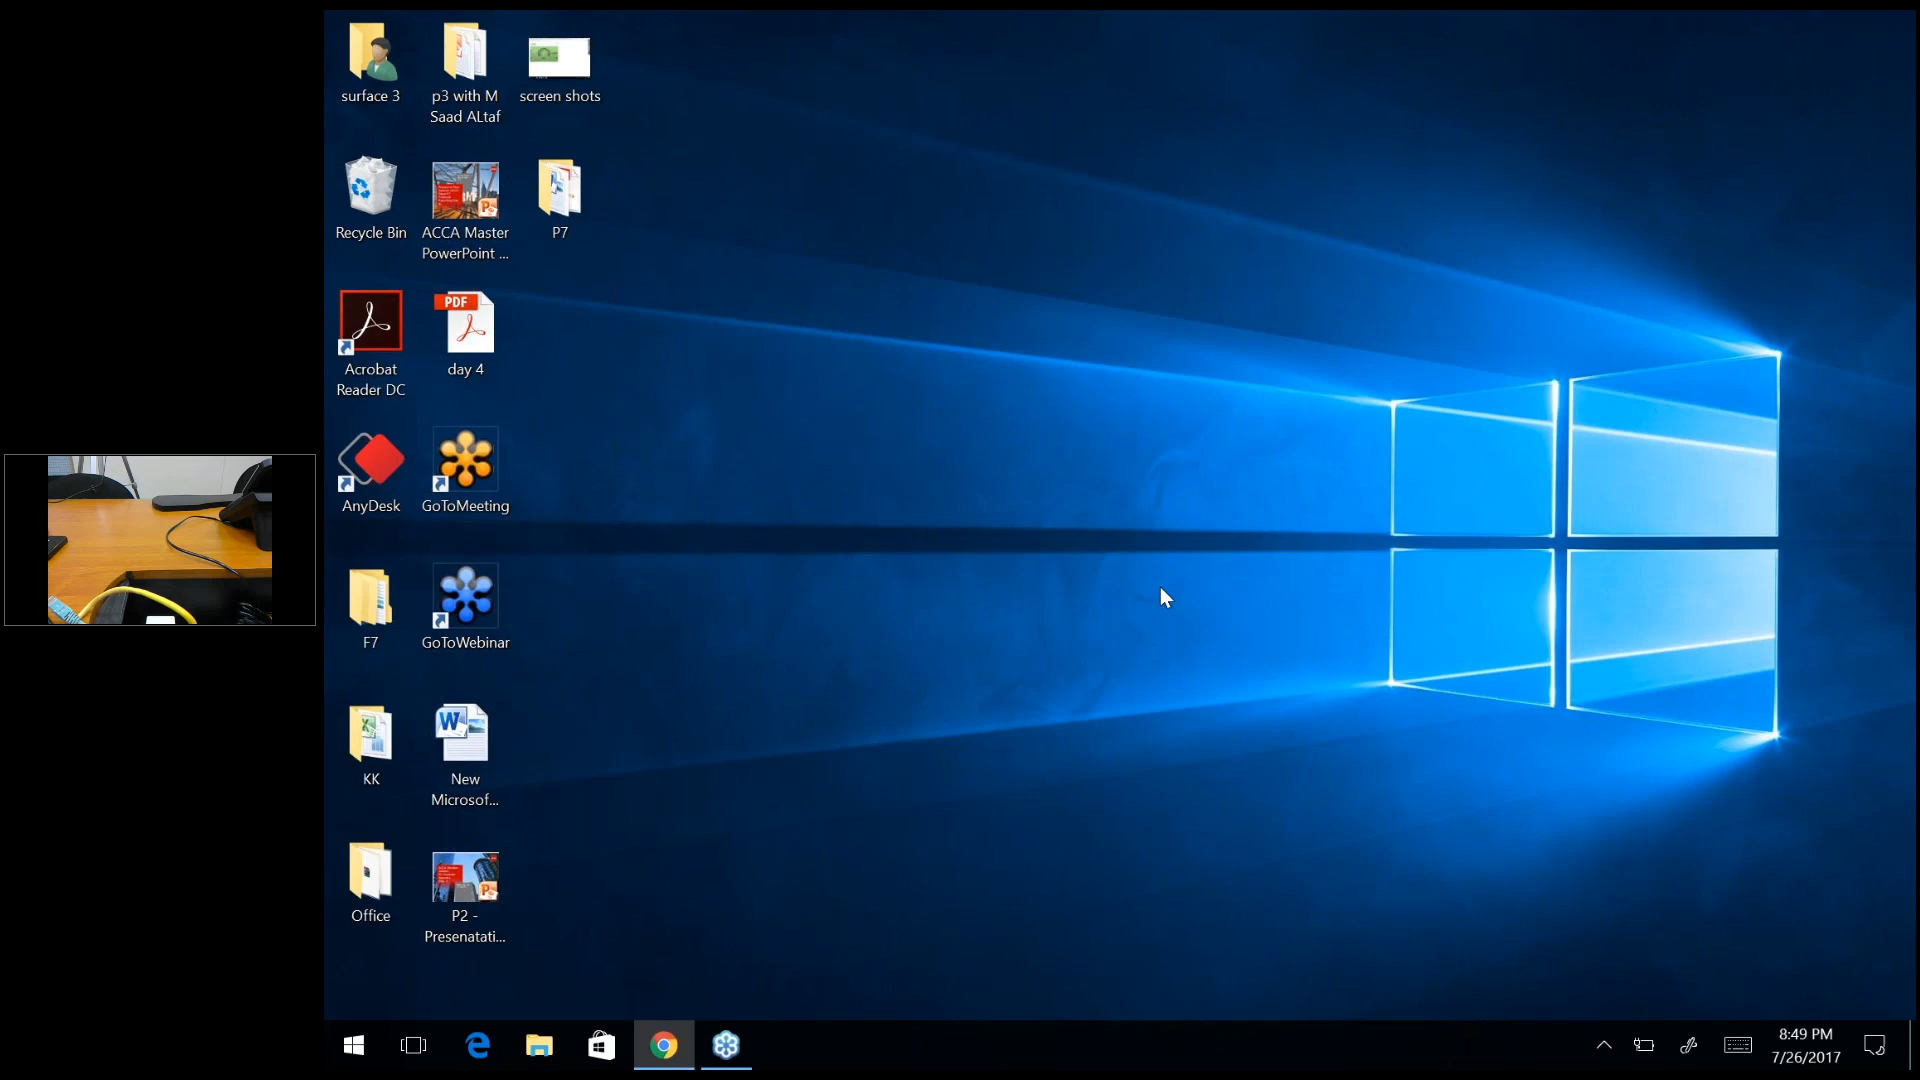 surface 3
p3 with M
Saad ALtaf
screen shots
Recycle Bin
ACCA Master
PowerPoint ...
P7
Acrobat
Reader DC
PDF
day 4
AnyDesk
GoToMeeting
F7
GoToWebinar
KK
New
Microsof...
Office
P2 -
Presenatati...
8:49 PM
7/26/2017